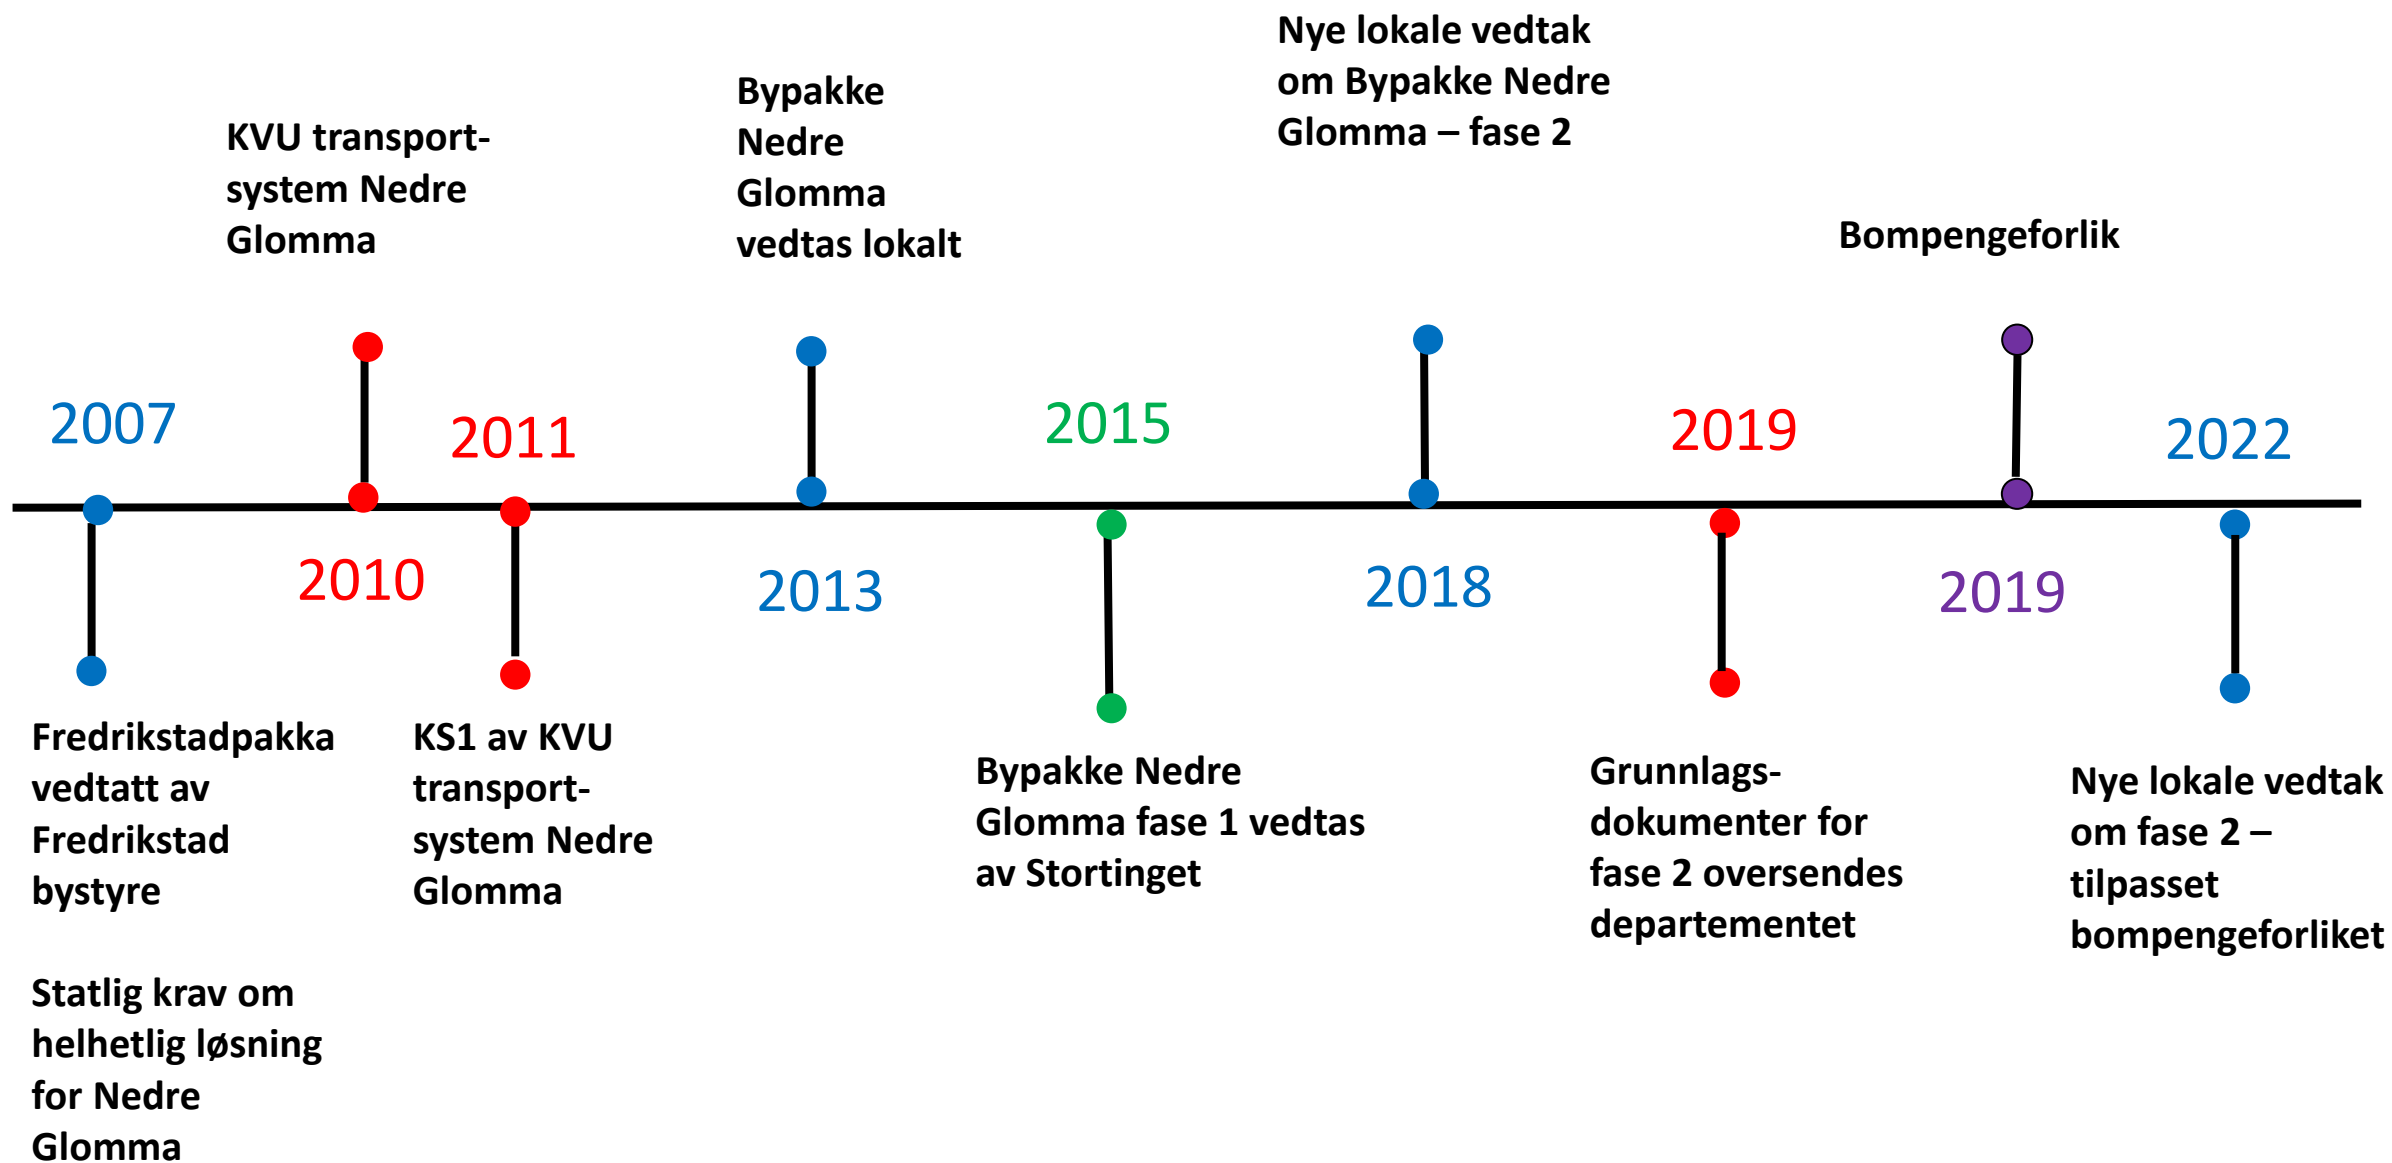 Nye lokale vedtak
om Bypakke Nedre
Glomma – fase 2
Bypakke
Nedre
Glomma
vedtas lokalt
KVU transport-
system Nedre
Glomma
Bompengeforlik
2007
2011
2015
2019
2022
2010
2013
2018
2019
Fredrikstadpakka
vedtatt av
Fredrikstad
bystyre
Statlig krav om
helhetlig løsning
for Nedre
Glomma
KS1 av KVU
transport-
system Nedre
Glomma
Bypakke Nedre
Glomma fase 1 vedtas
av Stortinget
Grunnlags-
dokumenter for
fase 2 oversendes
departementet
Nye lokale vedtak
om fase 2 –
tilpasset
bompengeforliket